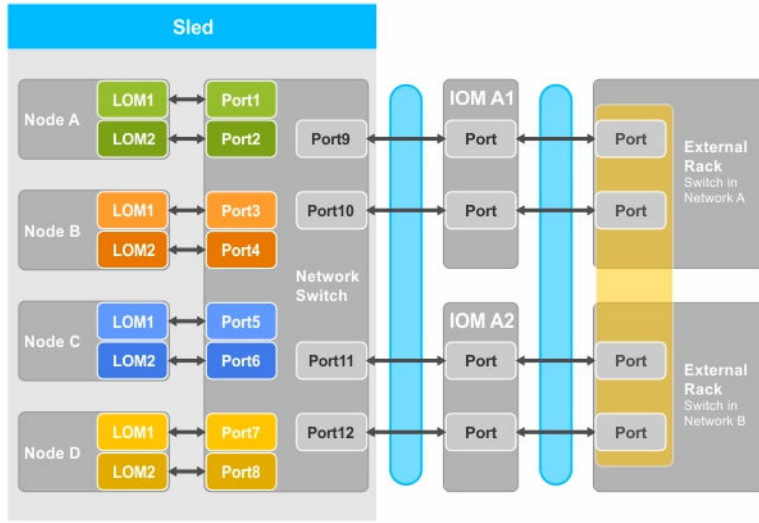 Sled
Node A
LOM1
Port1
LOM2
Port2
Port9
Node B
LOM1
Port3
LOM2
Port4
Port10
Network
Switch
Node C
LOM1
Port5
LOM2
Port6
Port11
Node D
LOM1
Port7
LOM2
Port8
Port12
IOM A1
Port
Port
IOM A2
Port
Port
Port
Port
External
Rack
Switch in
Network A
Port
Port
External
Rack
Switch in
Network B